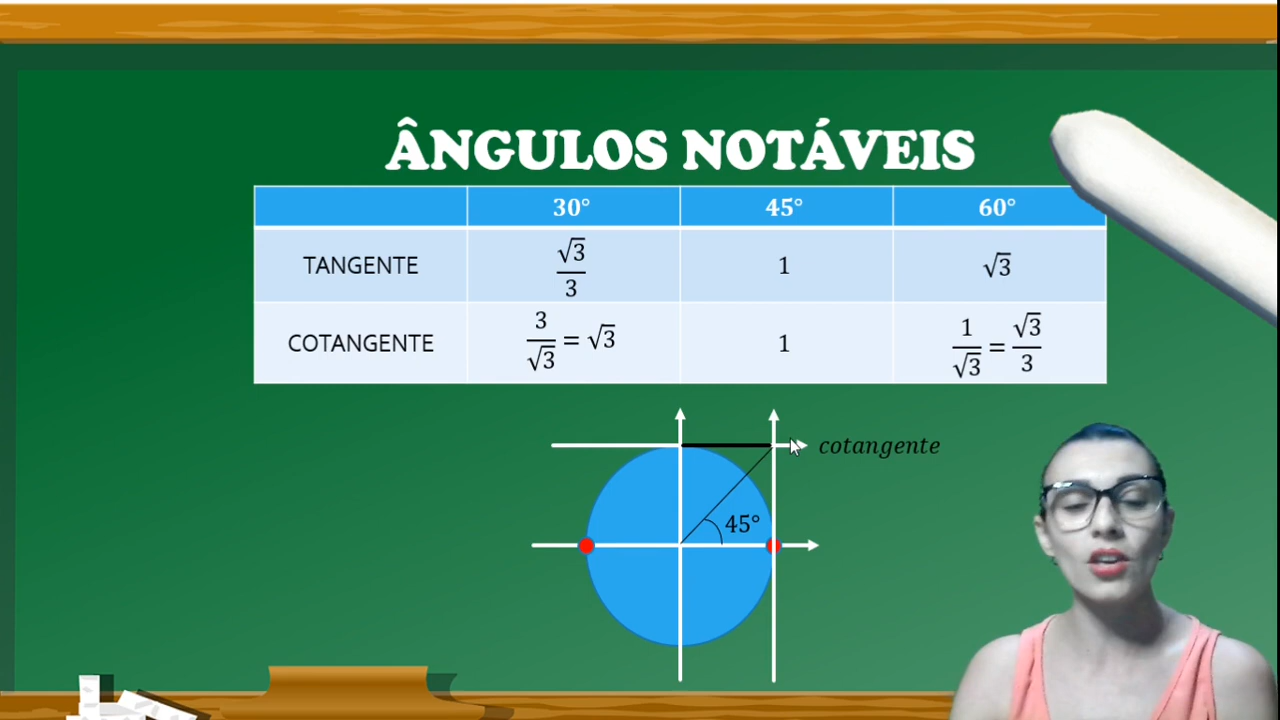 ÂNGULOS NOTÁVEIS
30° 45° 60°
TANGENTE √3/3 1 √3
COTANGENTE 3/√3 = √3 1 1/√3 = √3/3
cotangente
45°